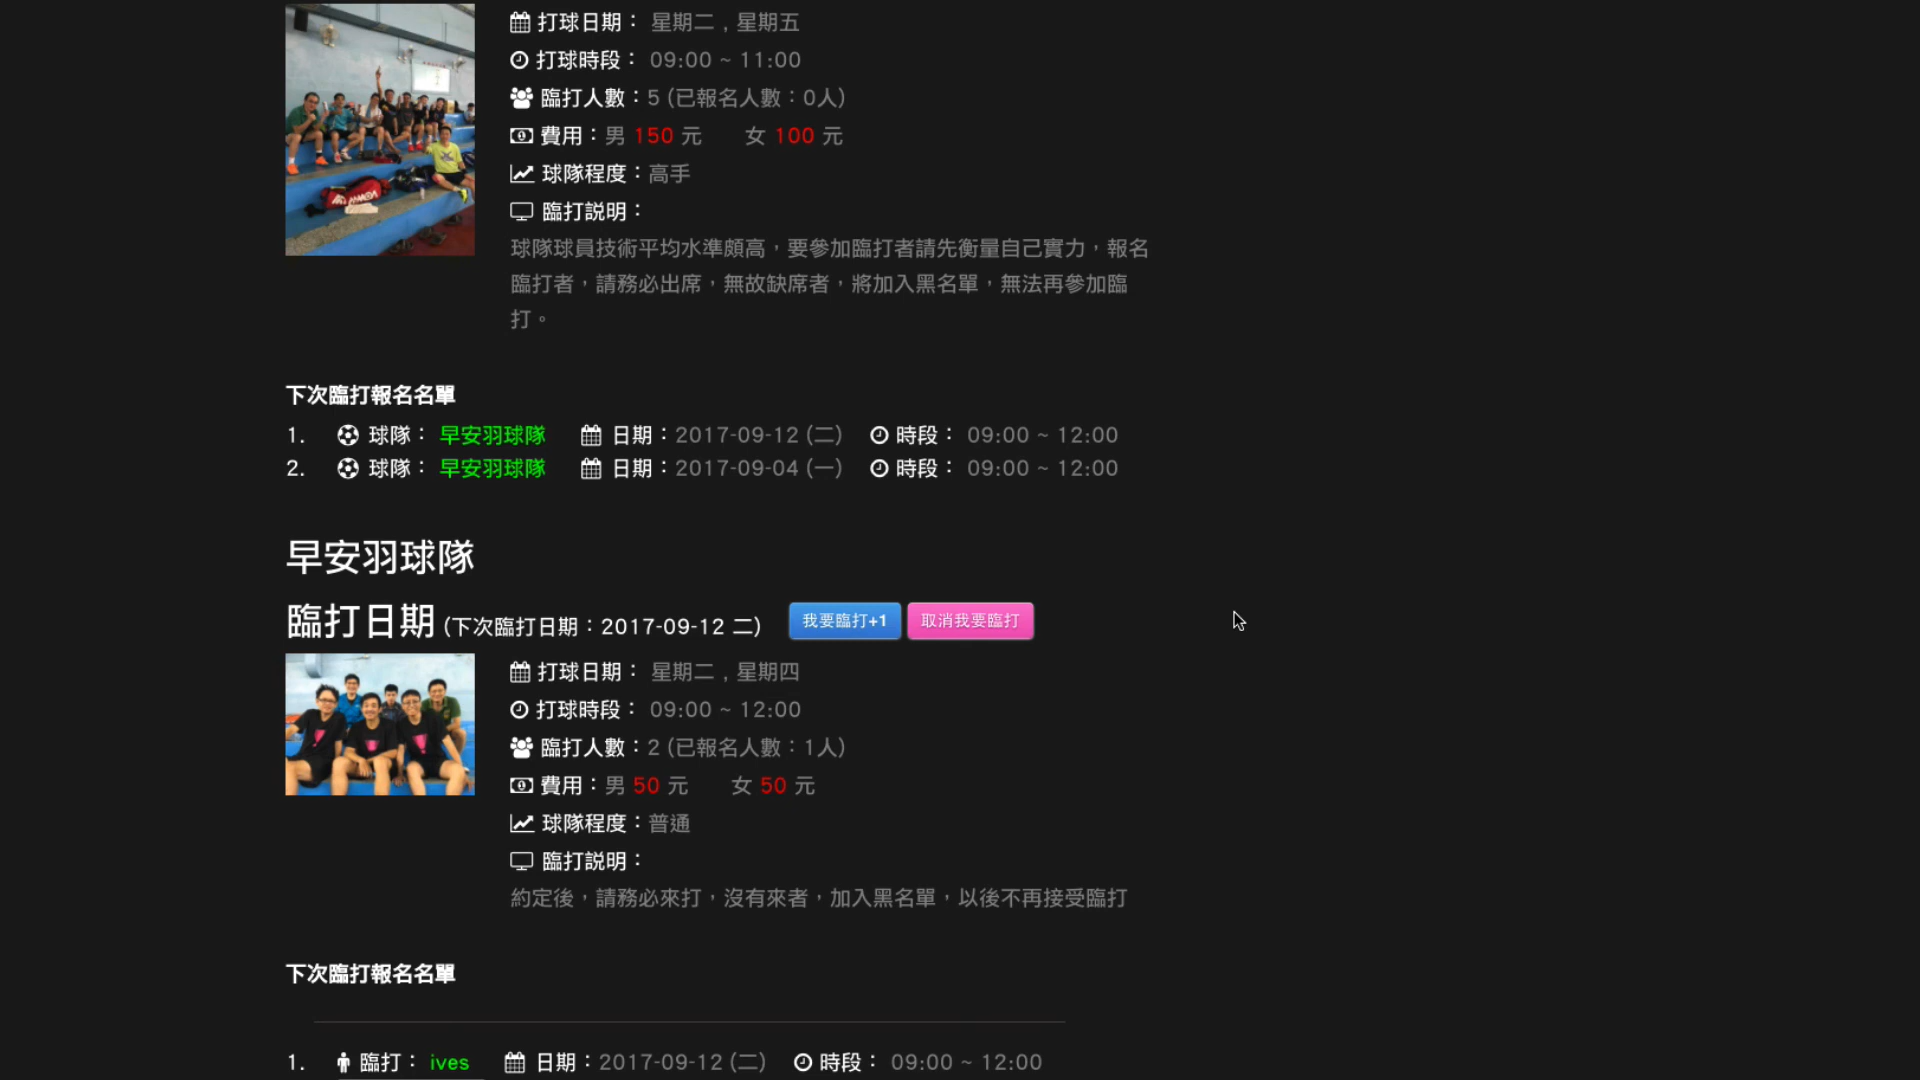 打球日期： 星期二 , 星期五
打球時段： 09:00 ~ 11:00
臨打人數：5 (已報名人數：0人)
費用：男 150 元 女 100 元
球隊程度：高手
臨打說明：
球隊球員技術平均水準頗高，要參加臨打者請先衡量自己實力，報名
臨打者，請務必出席，無故缺席者，將加入黑名單，無法再參加臨
打。
下次臨打報名名單
1. 球隊： 早安羽球隊 日期：2017-09-12 (二) 時段： 09:00 ~ 12:00
2. 球隊： 早安羽球隊 日期：2017-09-04 (一) 時段： 09:00 ~ 12:00
早安羽球隊
臨打日期 (下次臨打日期：2017-09-12 二) 我要臨打+1 取消我要臨打
打球日期： 星期二 , 星期四
打球時段： 09:00 ~ 12:00
臨打人數：2 (已報名人數：1人)
費用：男 50 元 女 50 元
球隊程度：普通
臨打說明：
約定後，請務必來打，沒有來者，加入黑名單，以後不再接受臨打
下次臨打報名名單
1. 臨打： ives 日期：2017-09-12 (二) 時段： 09:00 ~ 12:00